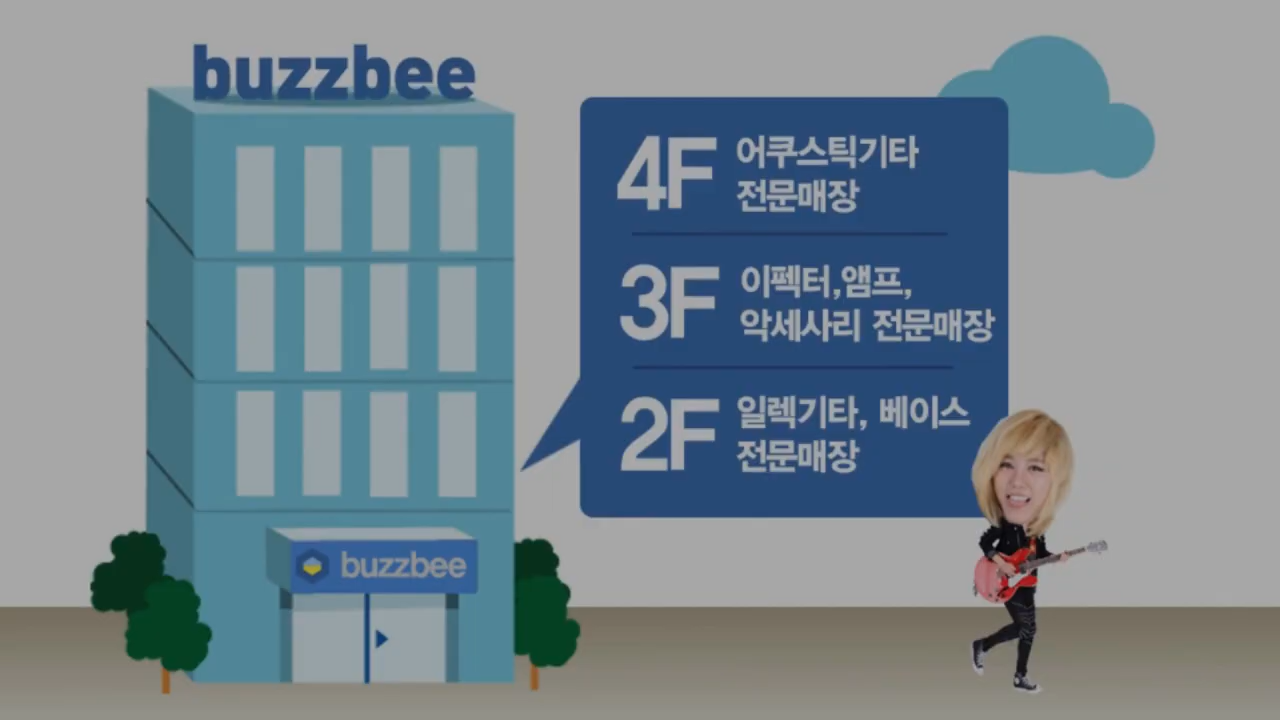 buzzbee
4F 어쿠스틱기타
전문매장
3F 이펙터,앰프,
악세사리 전문매장
2F 일렉기타, 베이스
전문매장
buzzbee